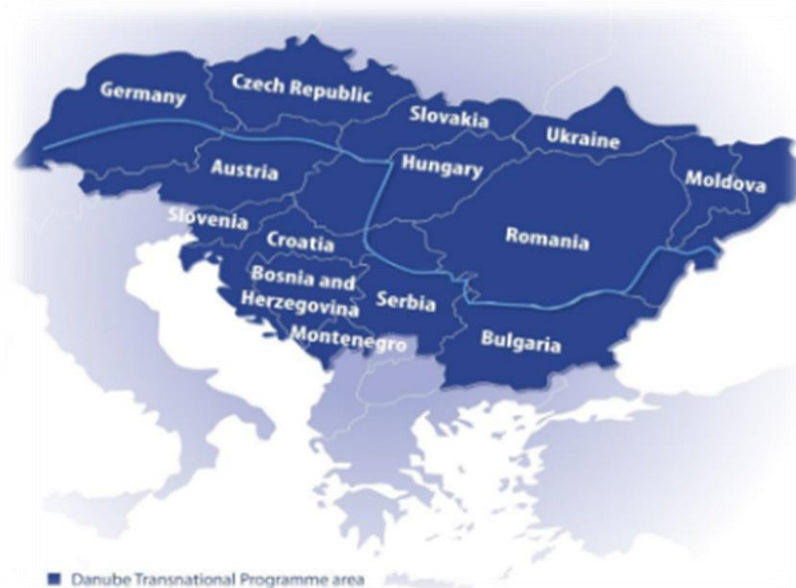 Germany
Czech Republic
Slovakia
Ukraine
Austria
Hungary
Moldova
Slovenia
Croatia
Romania
Bosnia and
Herzegovina
Serbia
Montenegro
Bulgaria
Danube Transnational Programme area